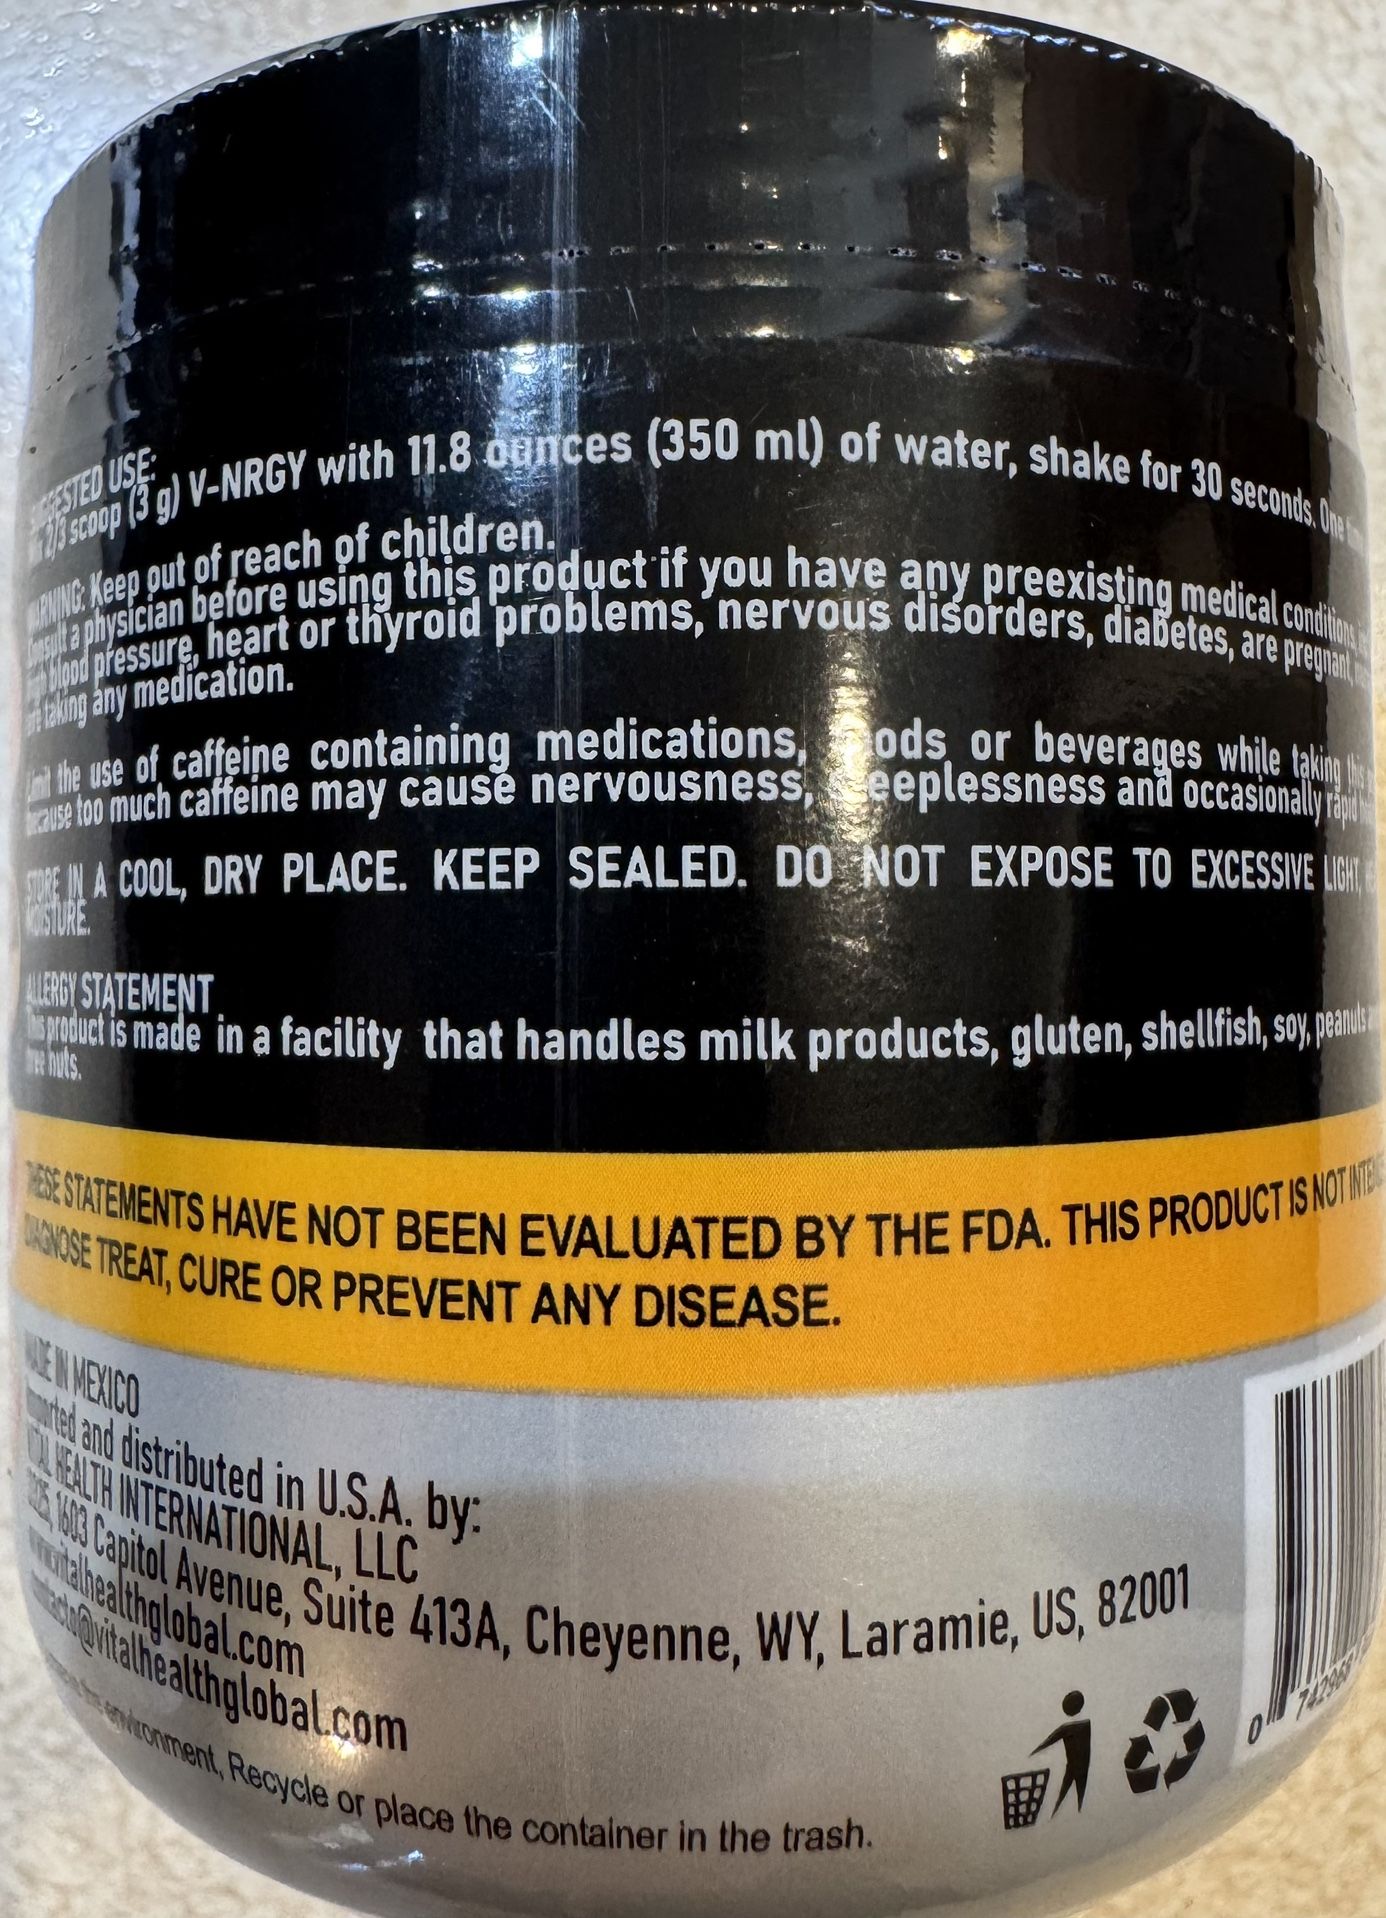 SUGGESTED USE:
2/3 scoop (3 g) V-NRGY with 11.8 ounces (350 ml) of water, shake for 30 seconds. One
WARNING: Keep out of reach of children.
Consult a physician before using this product if you have any preexisting medical conditions,
high blood pressure, heart or thyroid problems, nervous disorders, diabetes, are pregnant,
are taking any medication.
Limit the use of caffeine containing medications, foods or beverages while taking this
because too much caffeine may cause nervousness, sleeplessness and occasionally rapid
STORE IN A COOL, DRY PLACE. KEEP SEALED. DO NOT EXPOSE TO EXCESSIVE LIGHT,
MOISTURE.
ALLERGY STATEMENT
This product is made in a facility that handles milk products, gluten, shellfish, soy, peanuts
tree nuts.
THESE STATEMENTS HAVE NOT BEEN EVALUATED BY THE FDA. THIS PRODUCT IS NOT
DIAGNOSE TREAT, CURE OR PREVENT ANY DISEASE.
MADE IN MEXICO
Imported and distributed in U.S.A. by:
VITAL HEALTH INTERNATIONAL, LLC
1603 Capitol Avenue, Suite 413A, Cheyenne, WY, Laramie, US, 82001
www.vitalhealthglobal.com
contacto@vitalhealthglobal.com
environment, Recycle or place the container in the trash.
0